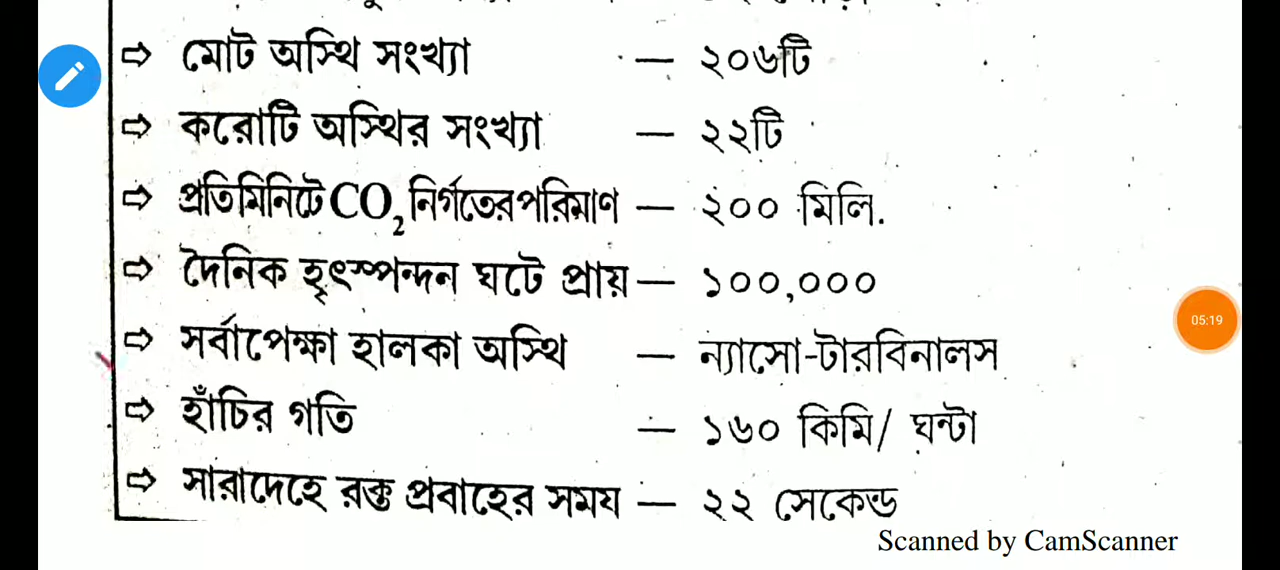 ⇨ মোট অস্থি সংখ্যা — ২০৬টি
⇨ করোটি অস্থির সংখ্যা — ২২টি
⇨ প্রতিমিনিটে CO₂ নির্গতের পরিমাণ — ২০০ মিলি.
⇨ দৈনিক হৃৎস্পন্দন ঘটে প্রায় — ১০০,০০০
⇨ সর্বাপেক্ষা হালকা অস্থি — ন্যাসো-টারবিনালস
⇨ হাঁচির গতি — ১৬০ কিমি/ ঘন্টা
⇨ সারাদেহে রক্ত প্রবাহের সময — ২২ সেকেন্ড
Scanned by CamScanner
05:19